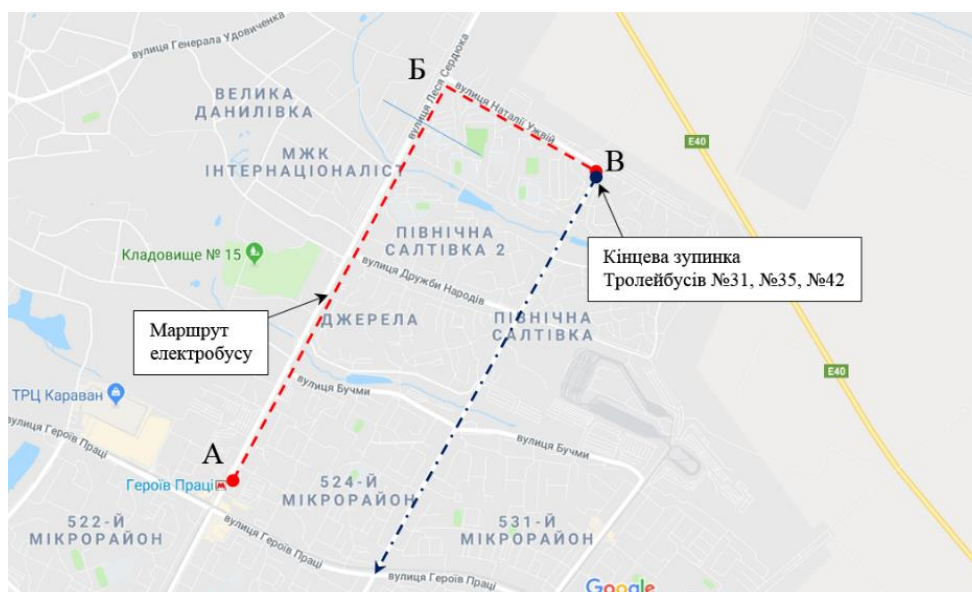 вулиця Генерала Удовиченка
Б
вулиця Леся Сердюка
вулиця Наталії Ужвій
ВЕЛИКА
ДАНИЛІВКА
МЖК
ІНТЕРНАЦІОНАЛІСТ
E40
В
ПІВНІЧНА
САЛТІВКА 2
Кладовище № 15
Кінцева зупинка
Тролейбусів №31, №35, №42
вулиця Дружби Народів
ДЖЕРЕЛА
ПІВНІЧНА
САЛТІВКА
Маршрут
електробусу
E40
ТРЦ Караван
вулиця Бучми
вулиця Бучми
вулиця Героїв Праці
А
Героїв Праці
М
524-Й
МІКРОРАЙОН
522-Й
МІКРОРАЙОН
531-Й
МІКРОРАЙОН
вулиця Героїв Праці
вулиця Героїв Праці
Google